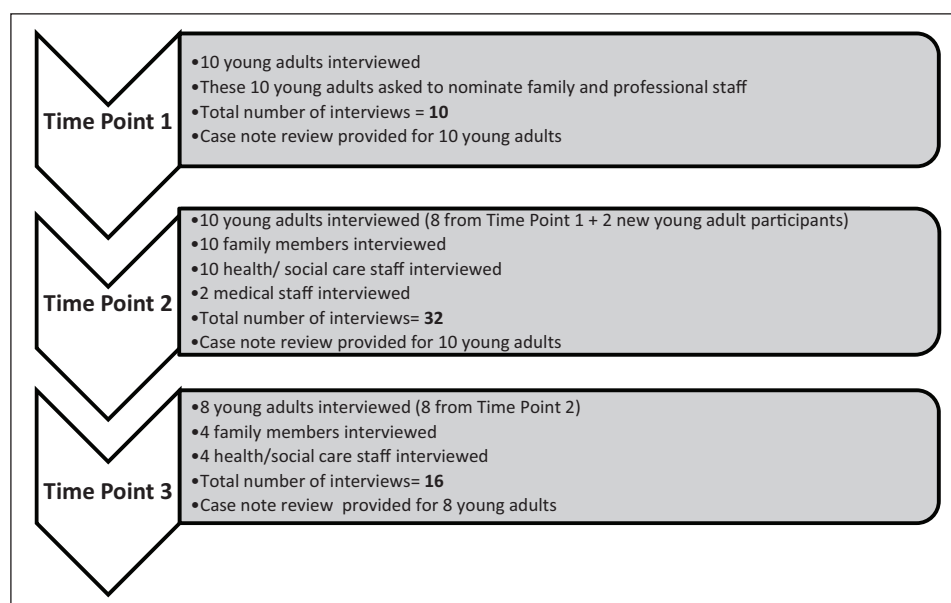 Time Point 1
•10 young adults interviewed
•These 10 young adults asked to nominate family and professional staff
•Total number of interviews = 10
•Case note review provided for 10 young adults
Time Point 2
•10 young adults interviewed (8 from Time Point 1 + 2 new young adult participants)
•10 family members interviewed
•10 health/ social care staff interviewed
•2 medical staff interviewed
•Total number of interviews= 32
•Case note review provided for 10 young adults
Time Point 3
•8 young adults interviewed (8 from Time Point 2)
•4 family members interviewed
•4 health/social care staff interviewed
•Total number of interviews= 16
•Case note review provided for 8 young adults